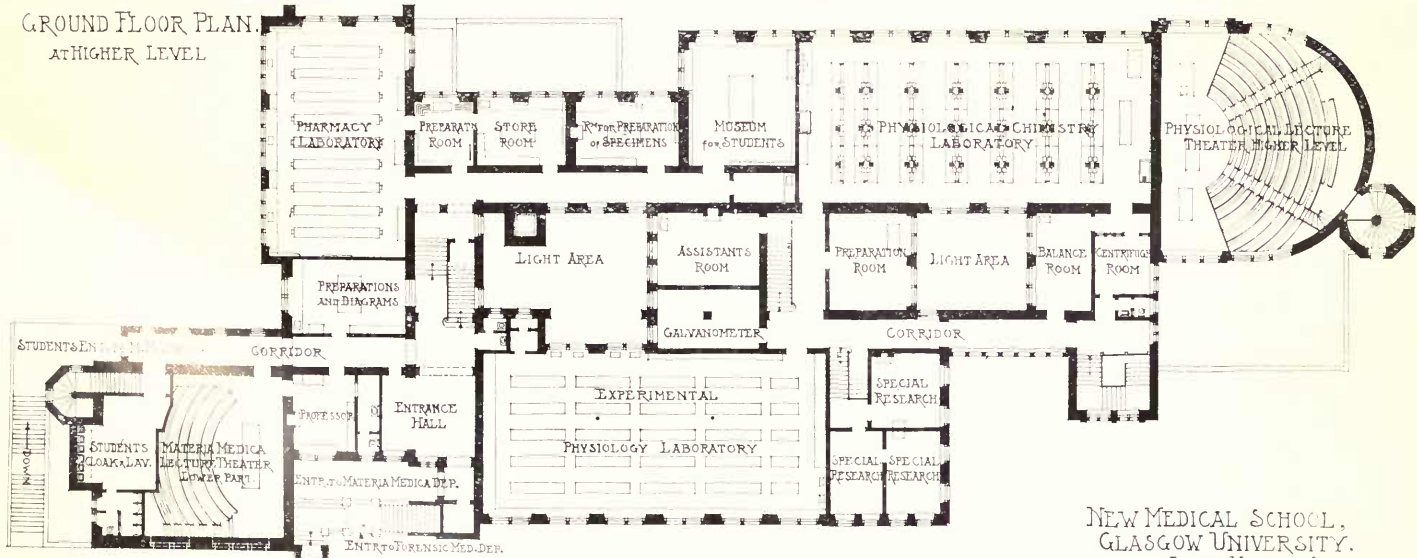 GROUND FLOOR PLAN.
AT HIGHER LEVEL
PHARMACY
LABORATORY
PREPARATN
ROOM
STORE
ROOM
RM FOR PREPARATION
of SPECIMENS
MUSEUM
for STUDENTS
PHYSIOLOGICAL CHEMISTRY
LABORATORY
PHYSIOLOGICAL LECTURE
THEATER HIGHER LEVEL
LIGHT AREA
ASSISTANTS
ROOM
PREPARATION
ROOM
LIGHT AREA
BALANCE
ROOM
CENTRIFUGE
ROOM
PREPARATIONS
AND DIAGRAMS
GALVANOMETER
CORRIDOR
STUDENTS
CORRIDOR
EXPERIMENTAL
PHYSIOLOGY LABORATORY
SPECIAL
RESEARCH
PROFESSOR
ENTRANCE
HALL
STUDENTS
CLOAK & LAV.
MATERIA MEDICA
LECTURE THEATER
LOWER PART.
SPECIAL
RESEARCH
SPECIAL
RESEARCH
DOWN
ENTR. TO MATERIA MEDICA DEP.
ENTR. TO FORENSIC MED. DEP.
NEW MEDICAL SCHOOL,
GLASGOW UNIVERSITY.